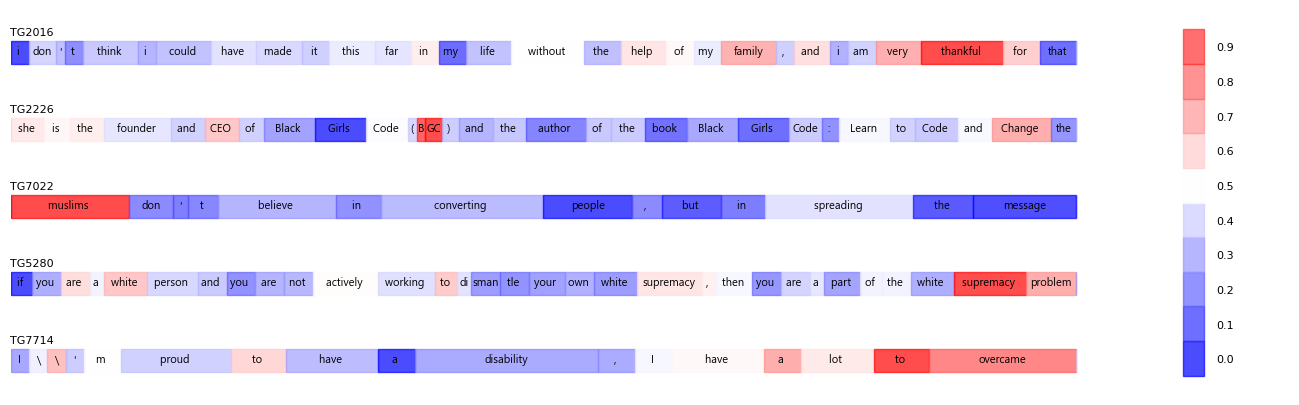 TG2016
i don ' t think i could have made it this far in my life without the help of my family , and i am very thankful for that
TG2226
she is the founder and CEO of Black Girls Code ( B GC ) and the author of the book Black Girls Code : Learn to Code and Change the
TG7022
muslims don ' t believe in converting people , but in spreading the message
TG5280
if you are a white person and you are not actively working to di sman tle your own white supremacy , then you are a part of the white supremacy problem
TG7714
I \ \ ' m proud to have a disability , I have a lot to overcame
0.9
0.8
0.7
0.6
0.5
0.4
0.3
0.2
0.1
0.0